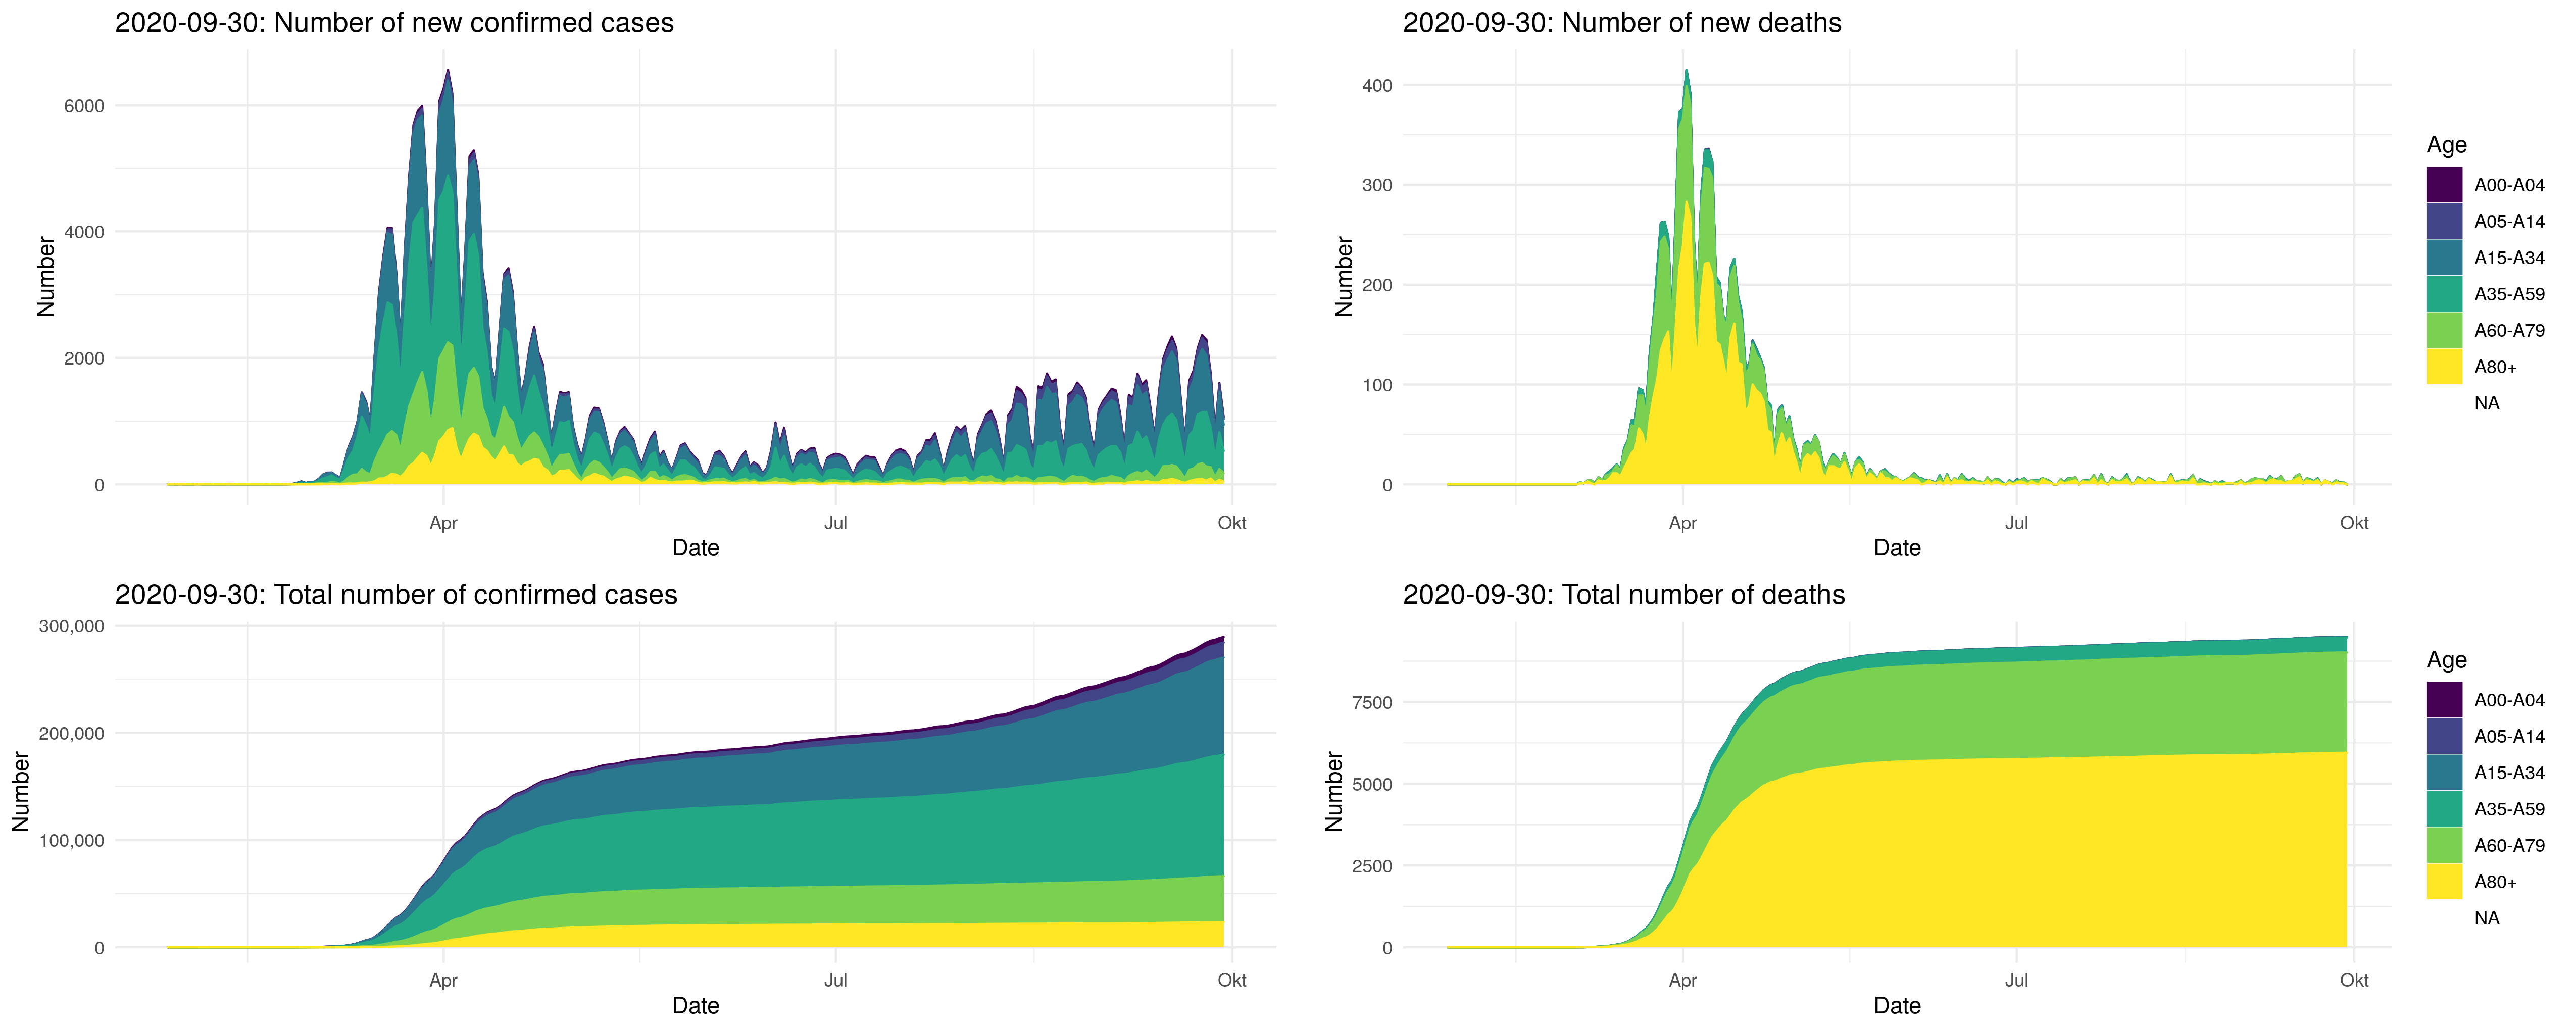 2020-09-30: Number of new confirmed cases
6000
4000
2000
0
Number
Apr
Jul
Okt
Date
2020-09-30: Number of new deaths
400
300
200
100
0
Number
Apr
Jul
Okt
Date
Age
A00-A04
A05-A14
A15-A34
A35-A59
A60-A79
A80+
NA
2020-09-30: Total number of confirmed cases
300,000
200,000
100,000
0
Number
Apr
Jul
Okt
Date
2020-09-30: Total number of deaths
7500
5000
2500
0
Number
Apr
Jul
Okt
Date
Age
A00-A04
A05-A14
A15-A34
A35-A59
A60-A79
A80+
NA